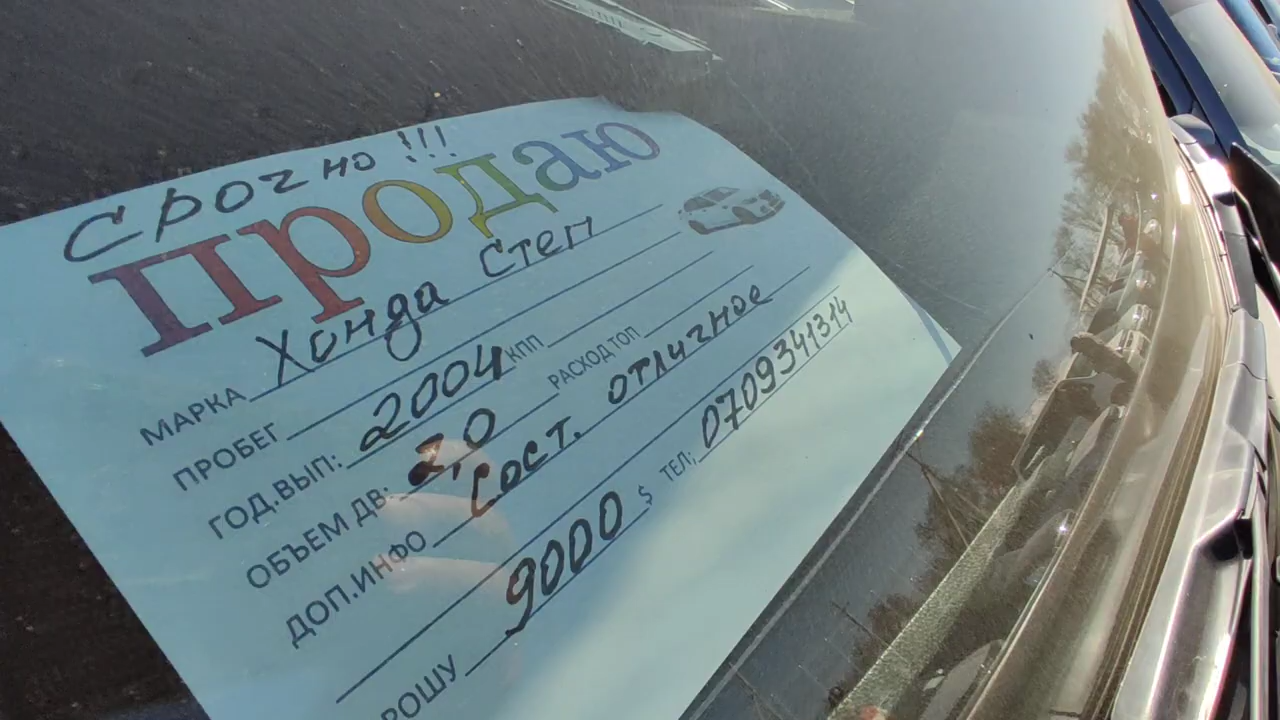 Срочно !!!
Продаю
МАРКА Хонда Степ
ПРОБЕГ
ГОД.ВЫП: 2004 КПП
ОБЪЕМ ДВ: 2,0 РАСХОД ТОП
ДОП.ИНФО Сост. отличное
РОШУ 9000 $ ТЕЛ; 0709341314